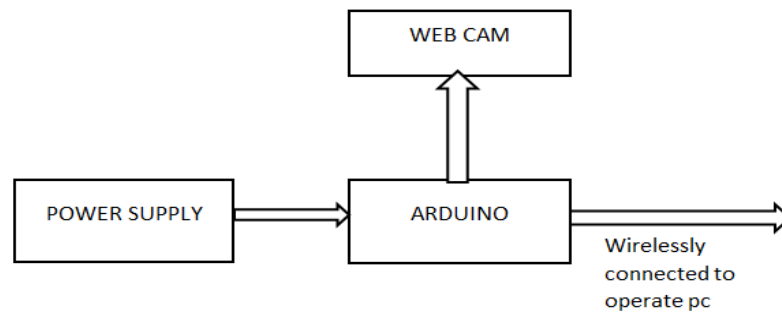 WEB CAM
POWER SUPPLY
ARDUINO
Wirelessly
connected to
operate pc